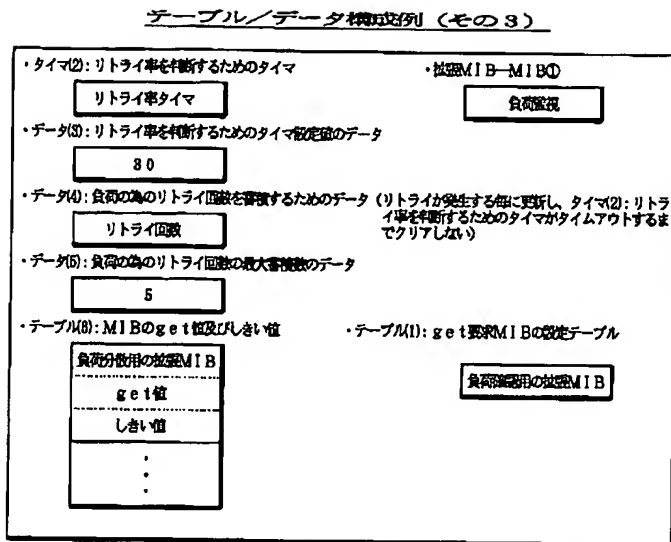 テーブル／データ構成例（その３）
・タイマ(2)：リトライ率を判断するためのタイマ
リトライ率タイマ
・拡張MIB―MIB①
負荷監視
・データ(3)：リトライ率を判断するためのタイマ設定値のデータ
３０
・データ(4)：負荷の為のリトライ回数を蓄積するためのデータ（リトライが発生する毎に更新し、タイマ(2)：リトラ
イ率を判断するためのタイマがタイムアウトするま
でクリアしない）
リトライ回数
・データ(5)：負荷の為のリトライ回数の最大蓄積数のデータ
５
・テーブル(8)：MIBのget値及びしきい値
負荷分散用の拡張MIB
get値
しきい値
・テーブル(1)：get要求MIBの設定テーブル
負荷確認用の拡張MIB